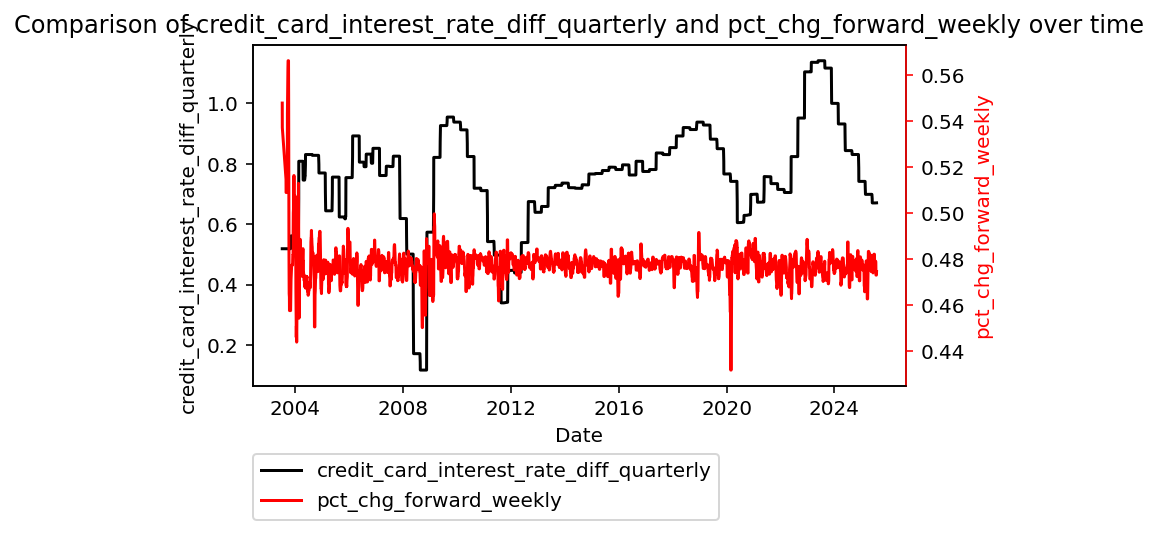 Comparison of credit_card_interest_rate_diff_quarterly and pct_chg_forward_weekly over time
credit_card_interest_rate_diff_quarterly
1.0
0.8
0.6
0.4
0.2
0.56
0.54
0.52
0.50
0.48
0.46
0.44
pct_chg_forward_weekly
2004 2008 2012 2016 2020 2024
Date
credit_card_interest_rate_diff_quarterly
pct_chg_forward_weekly